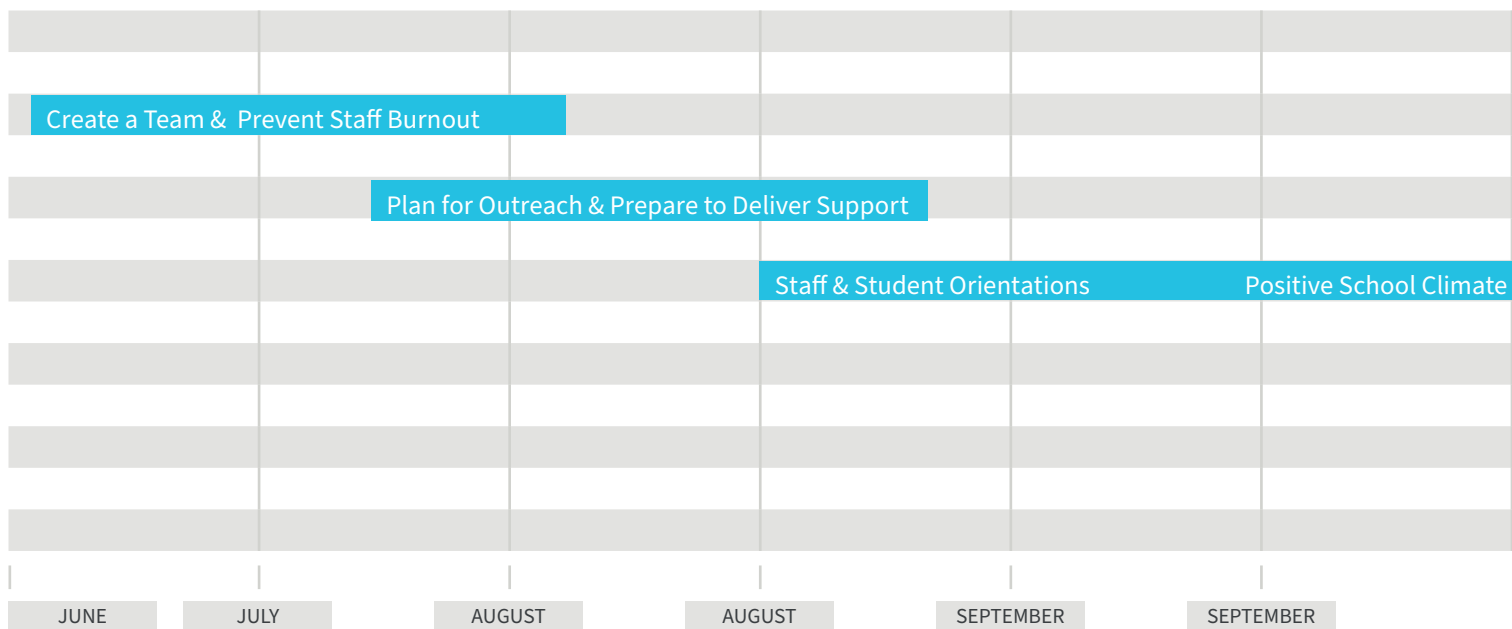 Create a Team & Prevent Staff Burnout
Plan for Outreach & Prepare to Deliver Support
Staff & Student Orientations Positive School Climate
JUNE JULY AUGUST AUGUST SEPTEMBER SEPTEMBER